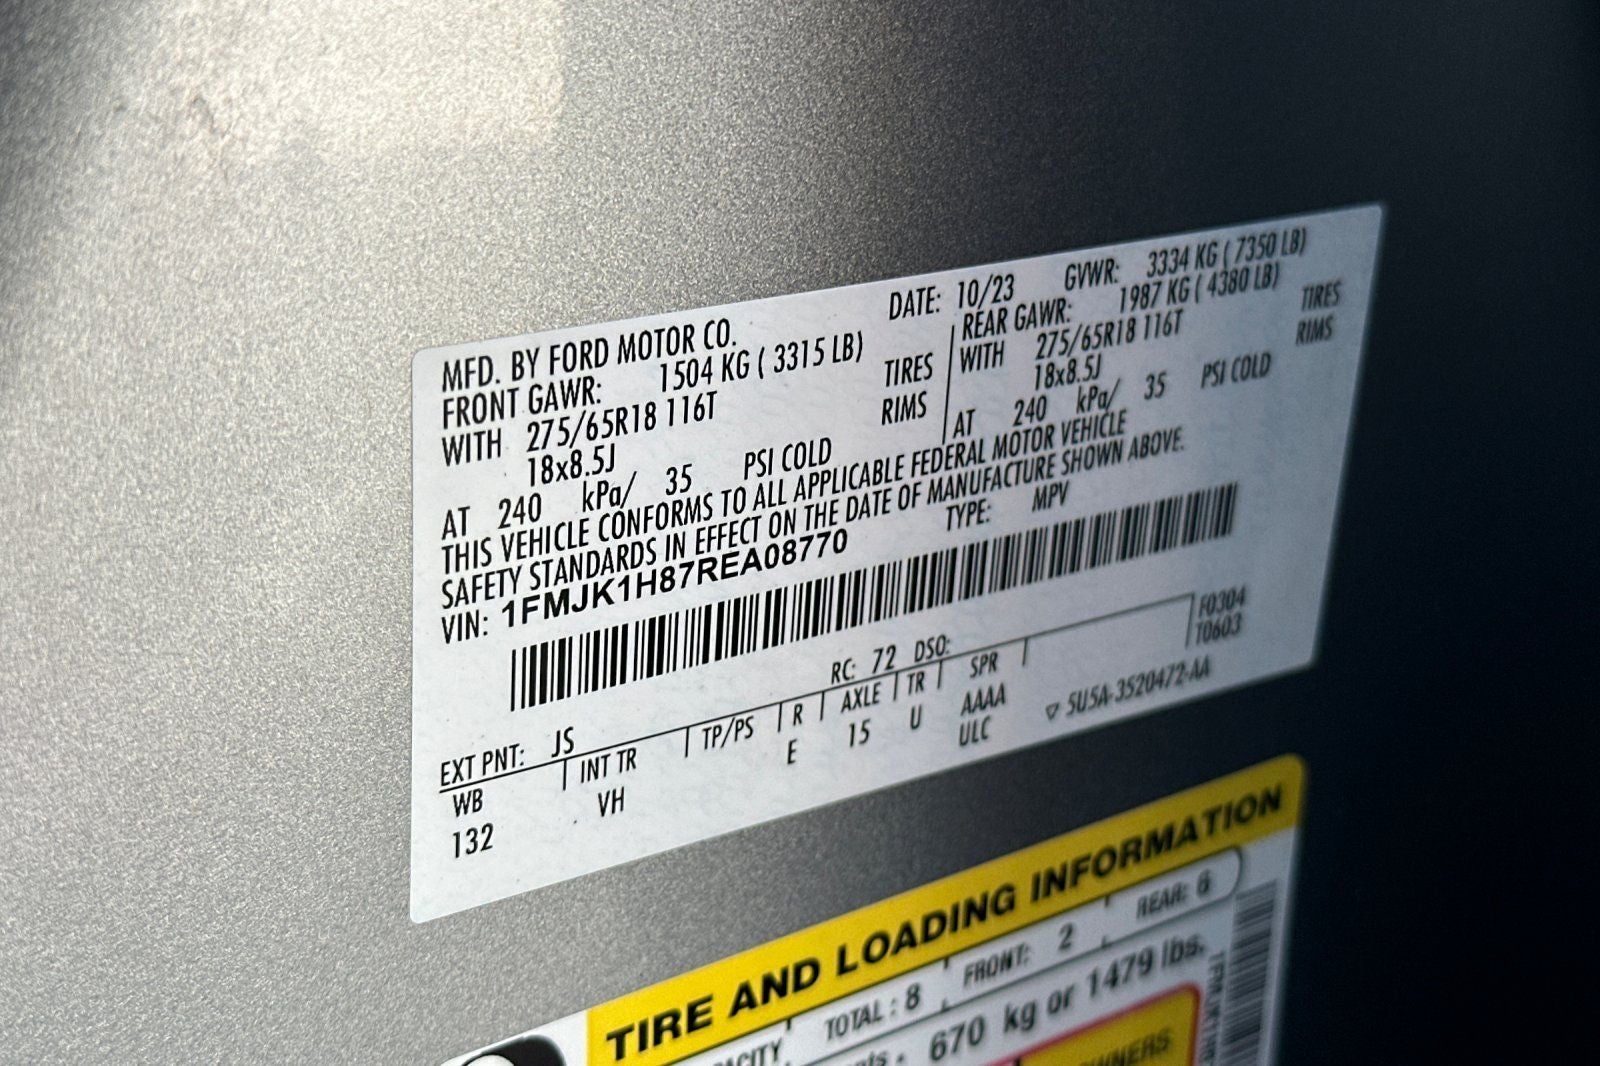 MFD. BY FORD MOTOR CO.
DATE: 10/23 GVWR: 3334 KG ( 7350 LB)
FRONT GAWR: 1504 KG ( 3315 LB)
WITH 275/65R18 116T TIRES
18x8.5J RIMS
AT 240 kPa/ 35 PSI COLD
REAR GAWR: 1987 KG ( 4380 LB)
WITH 275/65R18 116T TIRES
18x8.5J RIMS
AT 240 kPa/ 35 PSI COLD
THIS VEHICLE CONFORMS TO ALL APPLICABLE FEDERAL MOTOR VEHICLE
SAFETY STANDARDS IN EFFECT ON THE DATE OF MANUFACTURE SHOWN ABOVE.
VIN: 1FMJK1H87REA08770 TYPE: MPV
F0304
T0603
EXT PNT: JS RC: 72 DSO:
WB INT TR TP/PS R AXLE TR SPR
132 VH E 15 U AAAA
ULC
▽ 5U5A-3520472-AA
TIRE AND LOADING INFORMATION
TOTAL : 8 FRONT: 2 REAR: 6
670 kg or 1479 lbs.